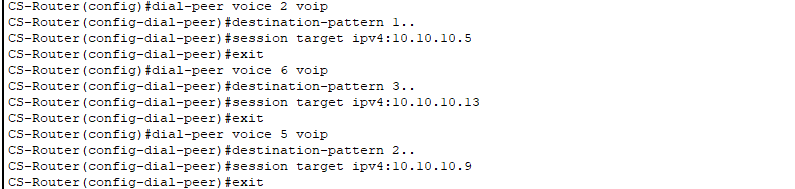 CS-Router(config)#dial-peer voice 2 voip
CS-Router(config-dial-peer)#destination-pattern 1..
CS-Router(config-dial-peer)#session target ipv4:10.10.10.5
CS-Router(config-dial-peer)#exit
CS-Router(config)#dial-peer voice 6 voip
CS-Router(config-dial-peer)#destination-pattern 3..
CS-Router(config-dial-peer)#session target ipv4:10.10.10.13
CS-Router(config-dial-peer)#exit
CS-Router(config)#dial-peer voice 5 voip
CS-Router(config-dial-peer)#destination-pattern 2..
CS-Router(config-dial-peer)#session target ipv4:10.10.10.9
CS-Router(config-dial-peer)#exit